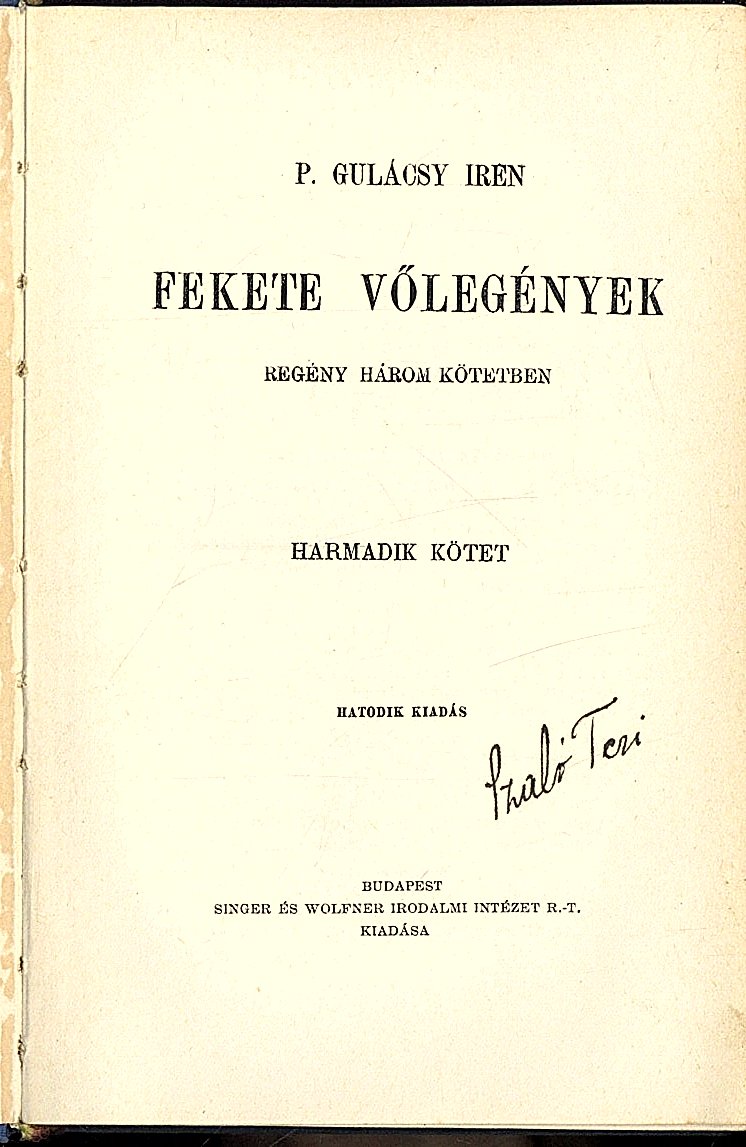 P. GULÁCSY IRÉN
FEKETE VŐLEGÉNYEK
REGÉNY HÁROM KÖTETBEN
HARMADIK KÖTET
HATODIK KIADÁS
Szabó Teri
BUDAPEST
SINGER ÉS WOLFNER IRODALMI INTÉZET R.-T.
KIADÁSA